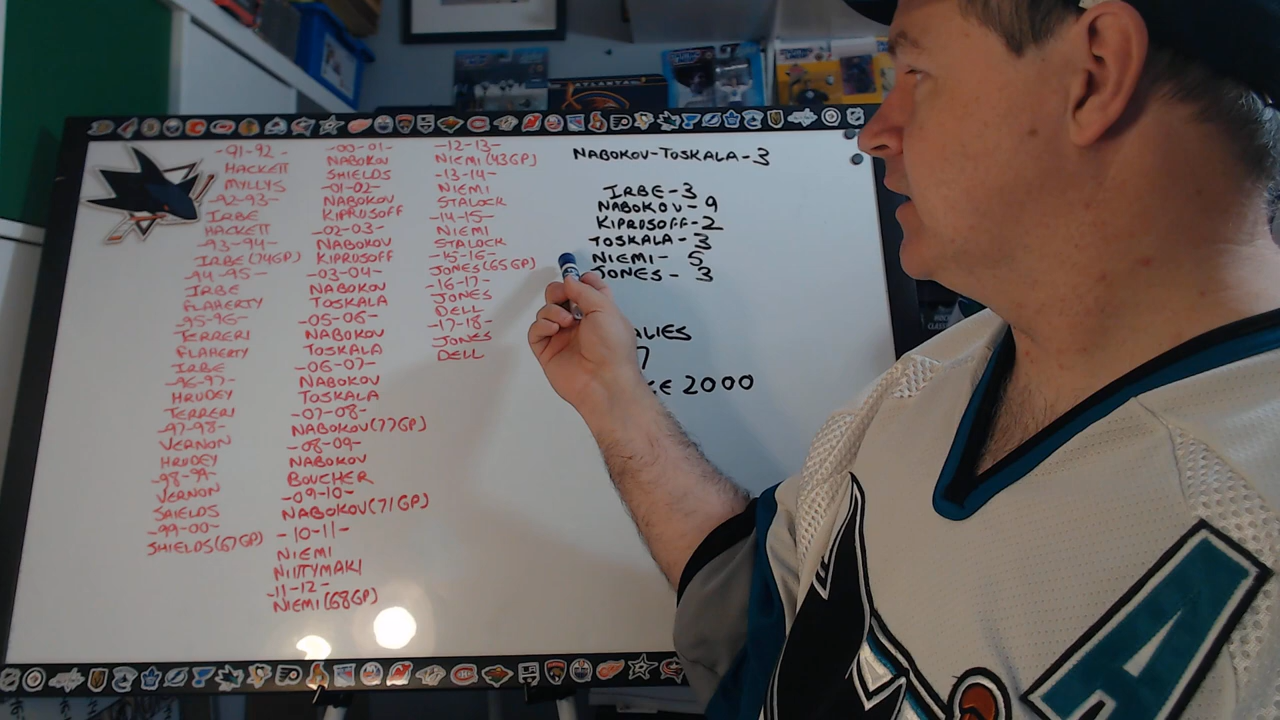 -91-92-
HACKETT
MYLLYS
-92-93-
IRBE
HACKETT
-93-94-
IRBE(74GP)
-94-95-
IRBE
FLAHERTY
-95-96-
TERRERI
FLAHERTY
IRBE
-96-97-
HRUDEY
TERRERI
-97-98-
VERNON
HRUDEY
-98-99-
VERNON
SHIELDS
-99-00-
SHIELDS(67GP)
-00-01-
NABOKOV
SHIELDS
-01-02-
NABOKOV
KIPRUSOFF
-02-03-
NABOKOV
KIPRUSOFF
-03-04-
NABOKOV
TOSKALA
-05-06-
NABOKOV
TOSKALA
-06-07-
NABOKOV
TOSKALA
-07-08-
NABOKOV(77GP)
-08-09-
NABOKOV
BOUCHER
-09-10-
NABOKOV(71GP)
-10-11-
NIEMI
NIITTYMAKI
-11-12-
NIEMI(68GP)
-12-13-
NIEMI(43GP)
-13-14-
NIEMI
STALOCK
-14-15-
NIEMI
STALOCK
-15-16-
JONES(65GP)
-16-17-
JONES
DELL
-17-18-
JONES
DELL
NABOKOV-TOSKALA-3
IRBE-3
NABOKOV-9
KIPRUSOFF-2
TOSKALA-3
NIEMI-5
JONES-3
ALIES
7
CE 2000
ATLANTA
A